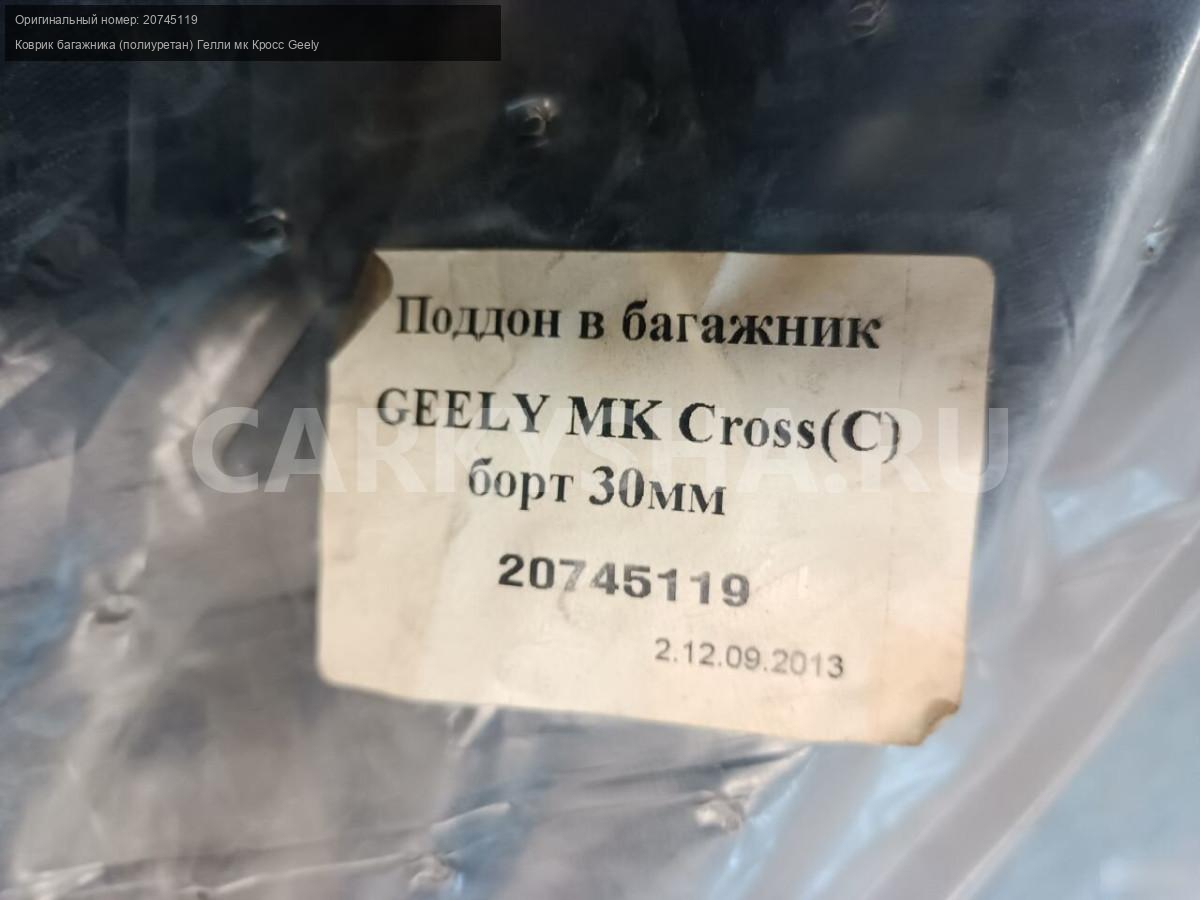 Оригинальный номер: 20745119
Коврик багажника (полиуретан) Гелли мк Кросс Geely
Поддон в багажник
GEELY MK Cross(C)
CARKYSHA.RU
борт 30мм
20745119
2.12.09.2013